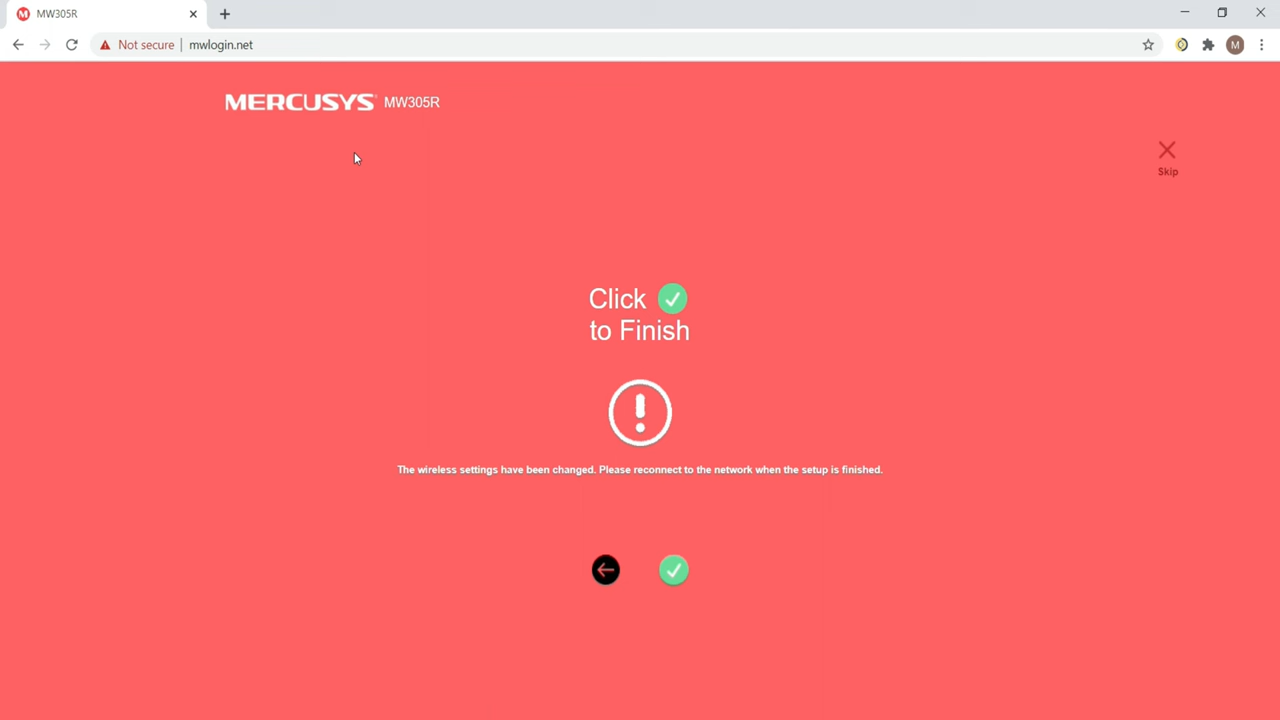 MW305R
Not secure | mwlogin.net
M
MERCUSYS MW305R
Skip
Click
to Finish
The wireless settings have been changed. Please reconnect to the network when the setup is finished.